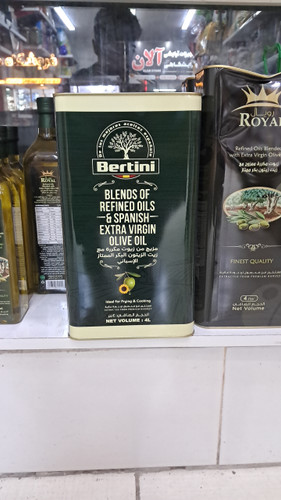 آلان
Bertini
BLENDS OF
REFINED OILS
& SPANISH
EXTRA VIRGIN
OLIVE OIL
مزيج من زيوت مكررة مع
زيت الزيتون البكر الممتاز
الإسباني
Ideal for Frying & Cooking
NET VOLUME : 4L
ROYAL
رويال
Refined Oils Blended
with Extra Virgin Olive
FINEST QUALITY
Net Volume
ROYAL